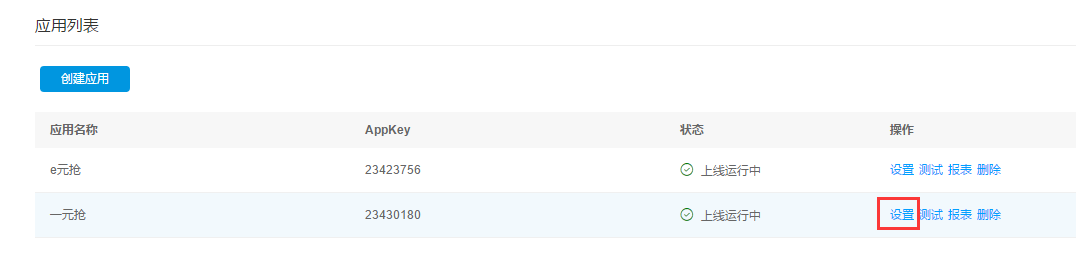 应用列表
创建应用
应用名称 AppKey 状态 操作
e元抢 23423756 上线运行中 设置 测试 报表 删除
一元抢 23430180 上线运行中 设置 测试 报表 删除